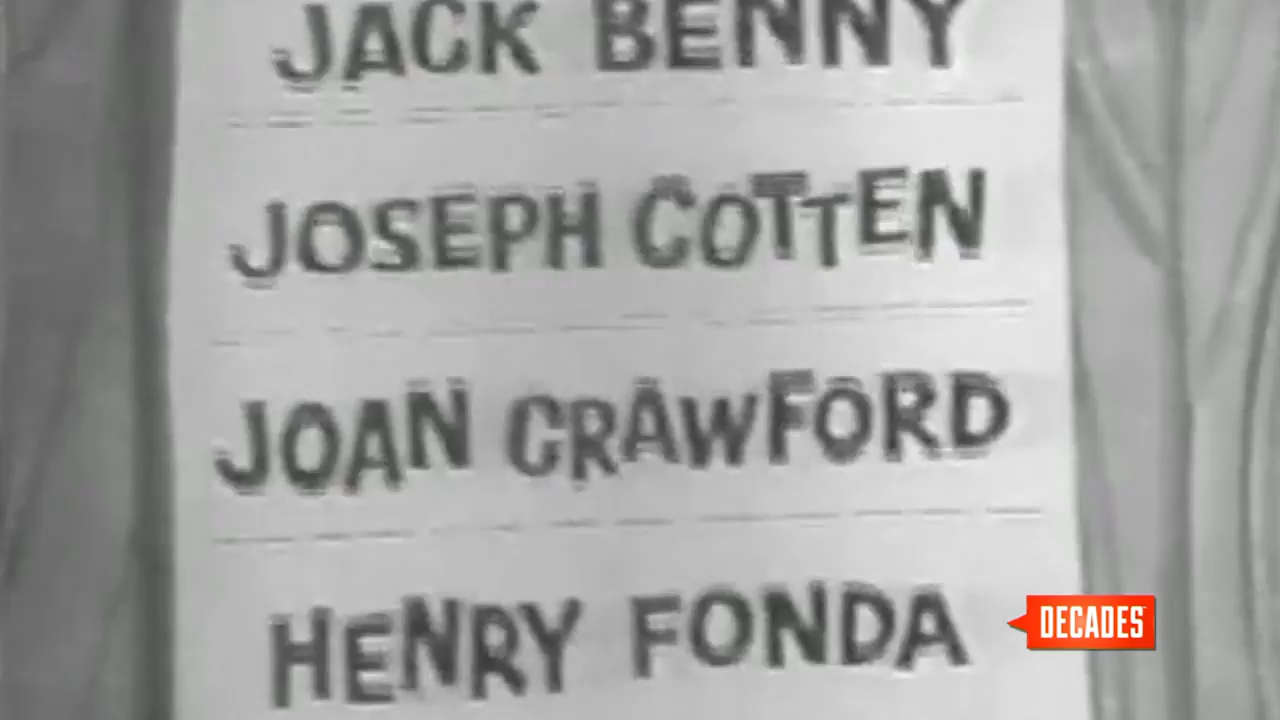 JACK BENNY
JOSEPH COTTEN
JOAN CRAWFORD
HENRY FONDA
DECADES